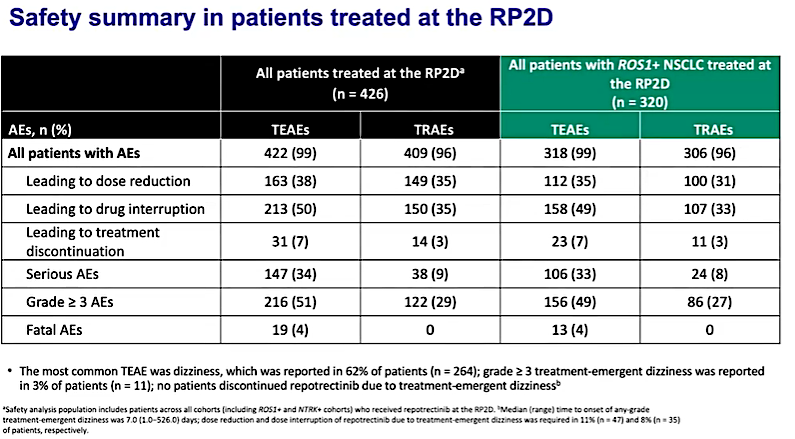 Safety summary in patients treated at the RP2D
All patients treated at the RP2Dᵃ
(n = 426)
All patients with ROS1+ NSCLC treated at
the RP2D
(n = 320)
AEs, n (%) TEAEs TRAEs TEAEs TRAEs
All patients with AEs 422 (99) 409 (96) 318 (99) 306 (96)
Leading to dose reduction 163 (38) 149 (35) 112 (35) 100 (31)
Leading to drug interruption 213 (50) 150 (35) 158 (49) 107 (33)
Leading to treatment
discontinuation 31 (7) 14 (3) 23 (7) 11 (3)
Serious AEs 147 (34) 38 (9) 106 (33) 24 (8)
Grade ≥ 3 AEs 216 (51) 122 (29) 156 (49) 86 (27)
Fatal AEs 19 (4) 0 13 (4) 0
• The most common TEAE was dizziness, which was reported in 62% of patients (n = 264); grade ≥ 3 treatment-emergent dizziness was reported
in 3% of patients (n = 11); no patients discontinued repotrectinib due to treatment-emergent dizzinessᵇ
ᵃSafety analysis population includes patients across all cohorts (including ROS1+ and NTRK+ cohorts) who received repotrectinib at the RP2D. ᵇMedian (range) time to onset of any-grade
treatment-emergent dizziness was 7.0 (1.0–526.0) days; dose reduction and dose interruption of repotrectinib due to treatment-emergent dizziness was required in 11% (n = 47) and 8% (n = 35)
of patients, respectively.